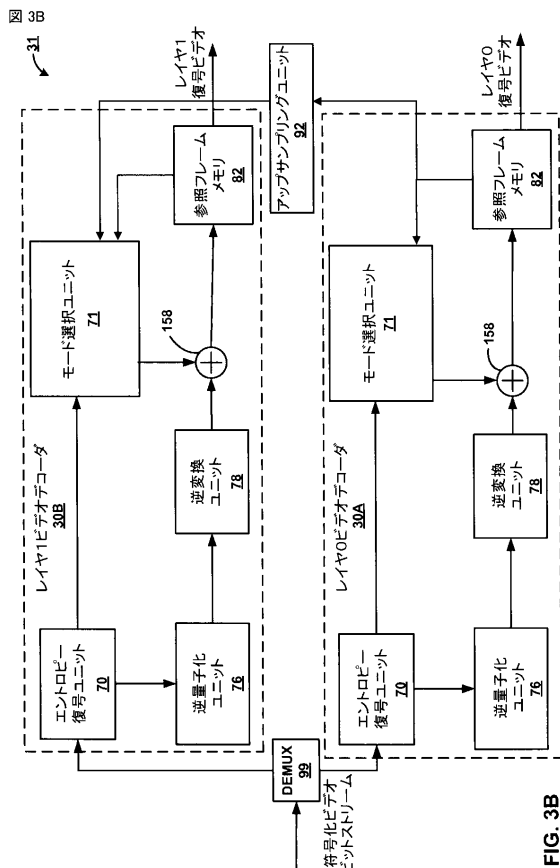 図 3B
31
レイヤ1
復号ビデオ
参照フレーム
メモリ
82
モード選択ユニット
71
158
逆変換
ユニット
78
レイヤ1ビデオデコーダ
30B
エントロピー
復号ユニット
70
逆量子化
ユニット
76
アップサンプリングユニット
92
DEMUX
99
符号化ビデオ
ビットストリーム
レイヤ0
復号ビデオ
参照フレーム
メモリ
82
モード選択ユニット
71
158
逆変換
ユニット
78
レイヤ0ビデオデコーダ
30A
エントロピー
復号ユニット
70
逆量子化
ユニット
76
FIG. 3B